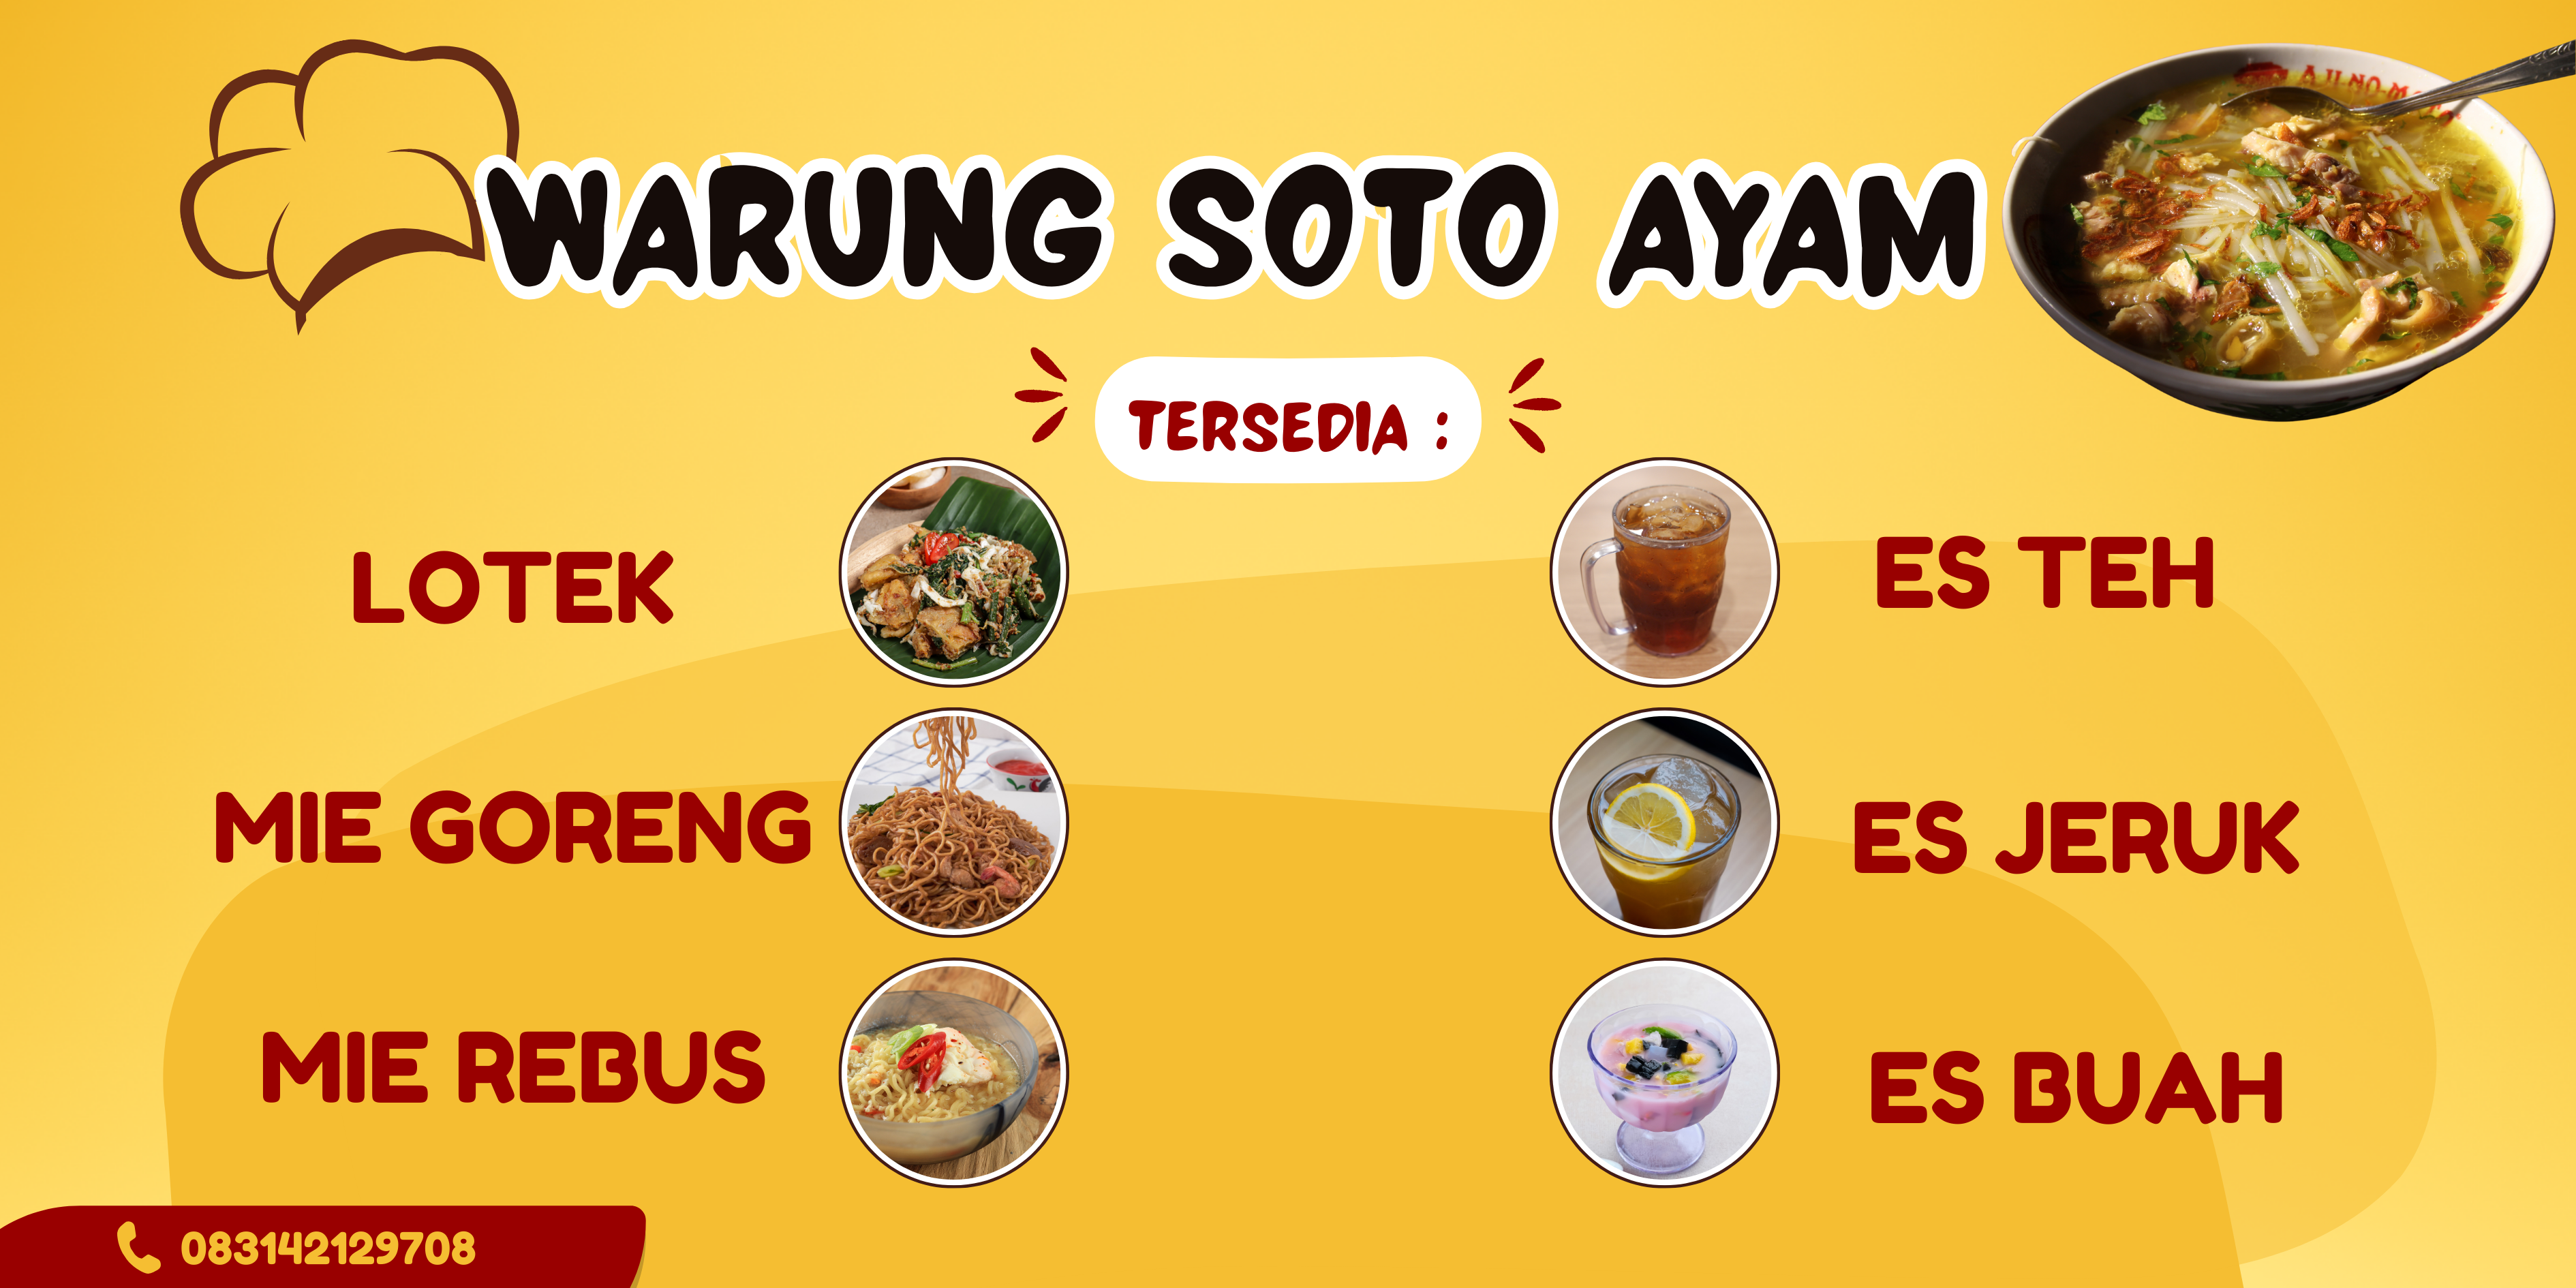 WARUNG SOTO AYAM
TERSEDIA :
LOTEK
MIE GORENG
MIE REBUS
ES TEH
ES JERUK
ES BUAH
083142129708